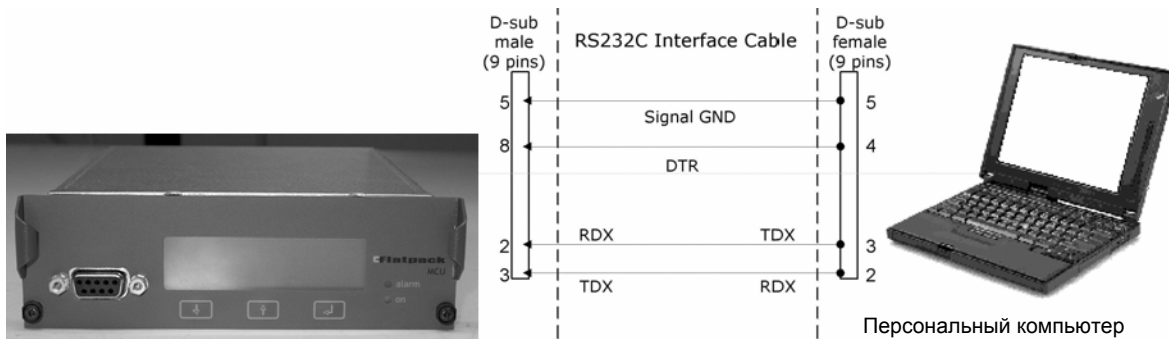 D-sub
male
(9 pins)
RS232C Interface Cable
D-sub
female
(9 pins)
5
Signal GND
5
8
DTR
4
2
RDX
TDX
3
3
TDX
RDX
2
Flatpack
MCU
alarm
on
Персональный компьютер